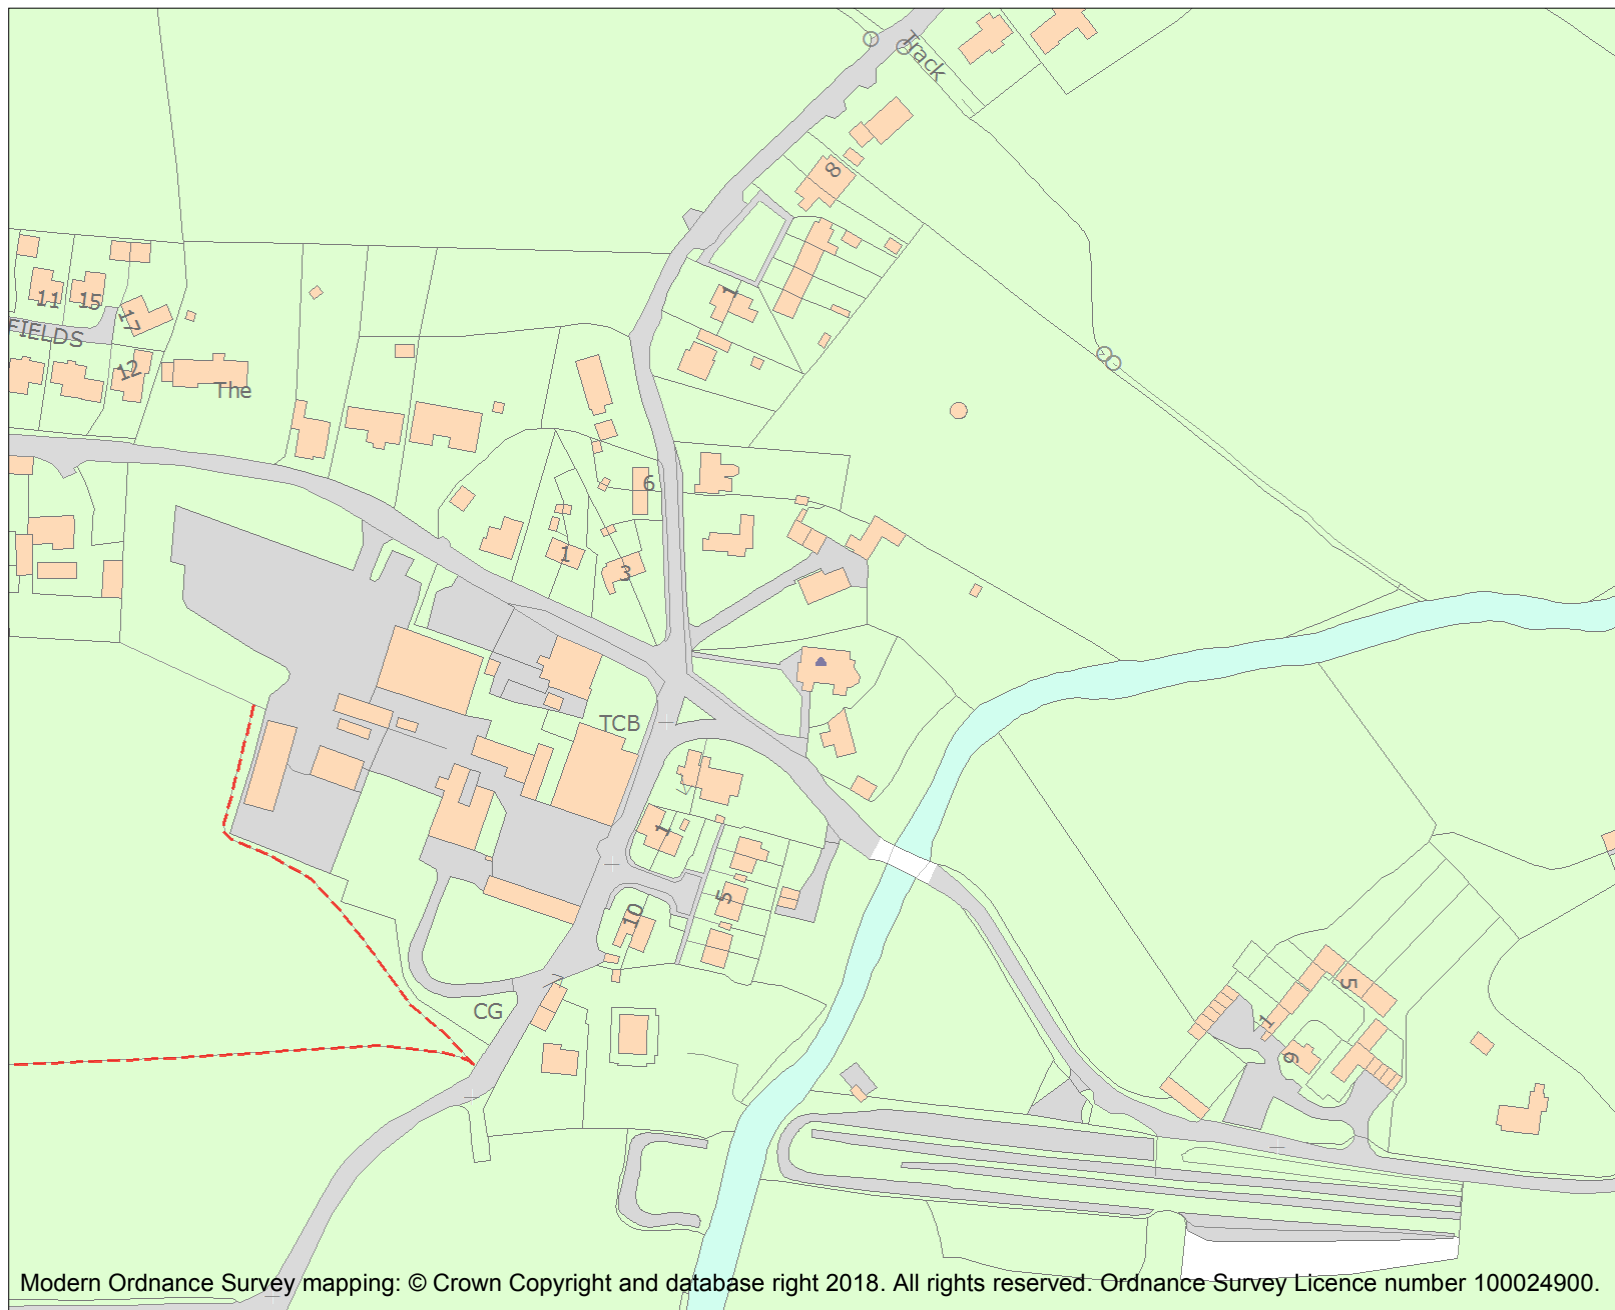 Track
8
1
11
15
17
FIELDS
12
The
6
1
3
TCB
1
5
10
CG
5
1
9
Modern Ordnance Survey mapping: © Crown Copyright and database right 2018. All rights reserved. Ordnance Survey Licence number 100024900.